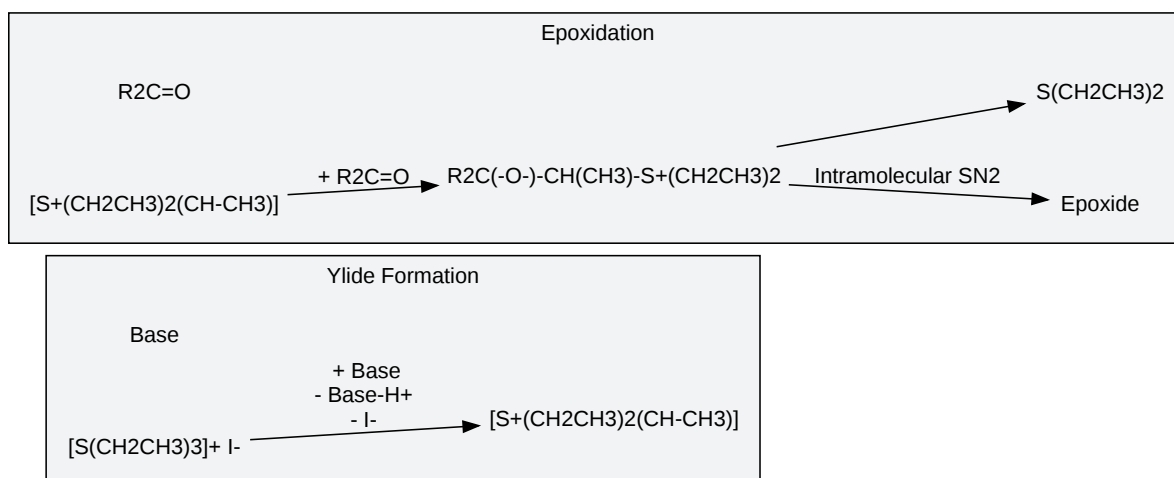 Epoxidation
R2C=O
S(CH2CH3)2
+ R2C=O
R2C(-O-)-CH(CH3)-S+(CH2CH3)2
Intramolecular SN2
[S+(CH2CH3)2(CH-CH3)]
Epoxide
Ylide Formation
Base
+ Base
- Base-H+
- I-
[S+(CH2CH3)2(CH-CH3)]
[S(CH2CH3)3]+ I-